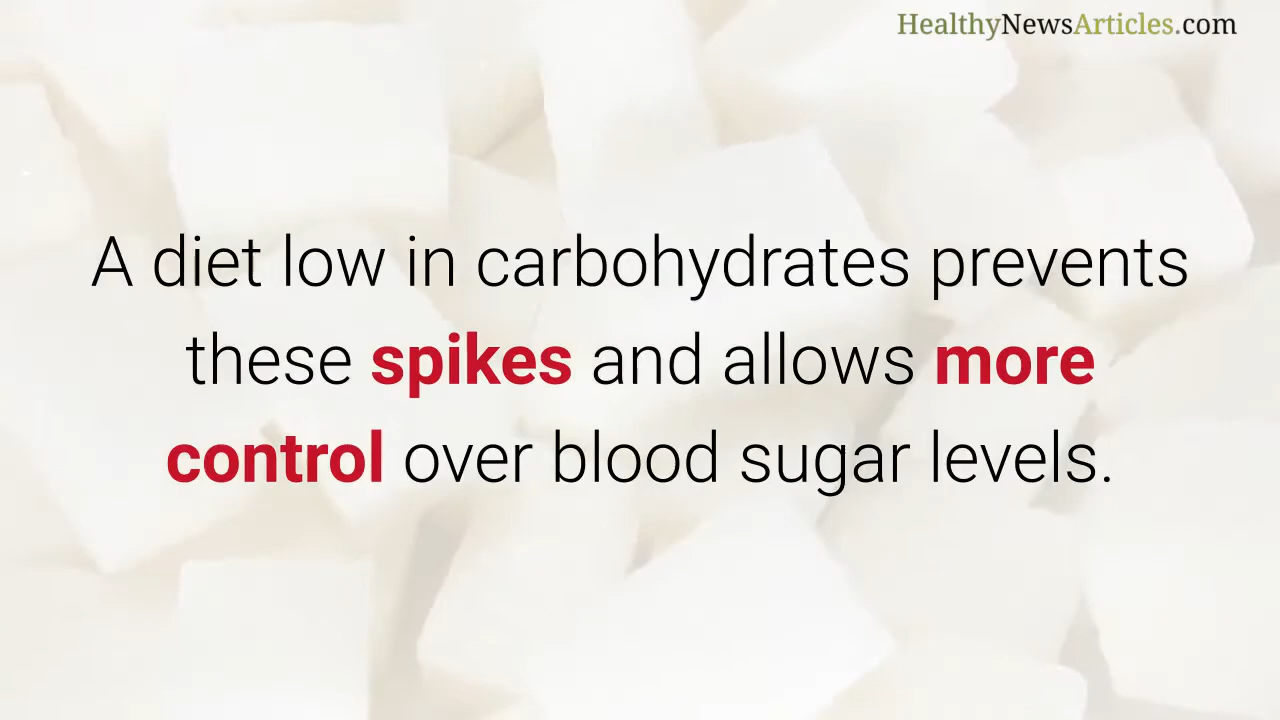 HealthyNewsArticles.com
A diet low in carbohydrates prevents
these spikes and allows more
control over blood sugar levels.